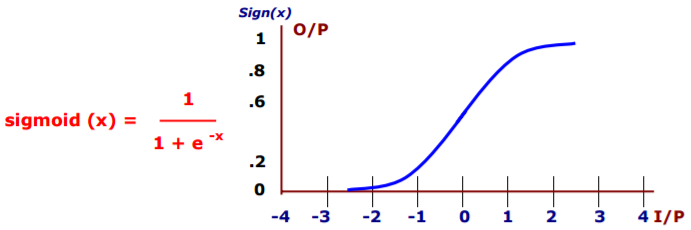 Sign(x)
O/P
1
.8
.6
.2
0
sigmoid (x) = 1 / 1 + e -x
-4 -3 -2 -1 0 1 2 3 4 I/P